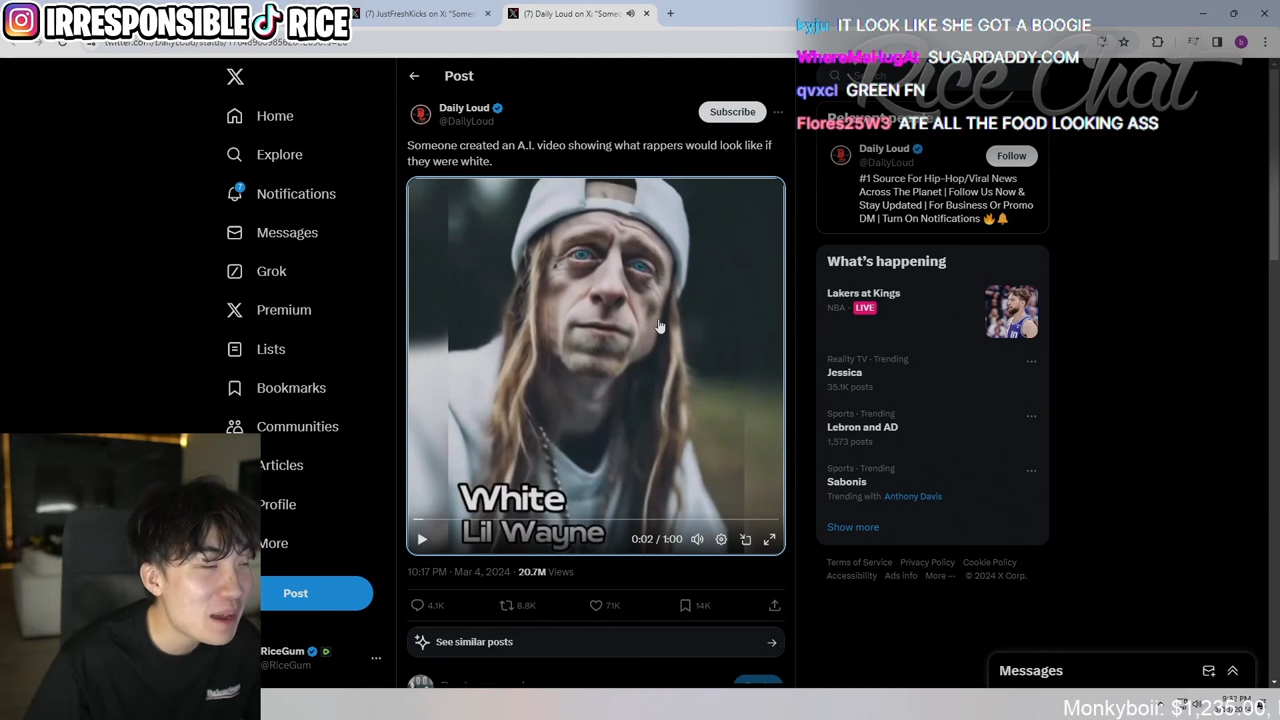 IRRESPONSIBLE RICE
(7) JustFreshKicks on X: "Some
(7) Daily Loud on X: "Some
kyju IT LOOK LIKE SHE GOT A BOOGIE
WhereMaHugAt SUGARDADDY.COM
qvxcl GREEN FN
Flores25W3 ATE ALL THE FOOD LOOKING ASS
Rice Chat
Home
Explore
7
Notifications
Messages
Grok
Premium
Lists
Bookmarks
Communities
Articles
Profile
More
Post
RiceGum
@RiceGum
Post
Daily Loud
@DailyLoud
Subscribe
Someone created an A.I. video showing what rappers would look like if
they were white.
White
Lil Wayne
0:02 / 1:00
10:17 PM · Mar 4, 2024 · 20.7M Views
4.1K
8.8K
71K
14K
See similar posts
Search
Daily Loud
@DailyLoud
Follow
#1 Source For Hip-Hop/Viral News
Across The Planet | Follow Us Now &
Stay Updated | For Business Or Promo
DM | Turn On Notifications
What's happening
Lakers at Kings
NBA · LIVE
Reality TV · Trending
Jessica
35.1K posts
Sports · Trending
Lebron and AD
1,573 posts
Sports · Trending
Sabonis
Trending with Anthony Davis
Show more
Terms of Service Privacy Policy Cookie Policy
Accessibility Ads info More ··· © 2024 X Corp.
Messages
Monkyboii: $1,235.00,